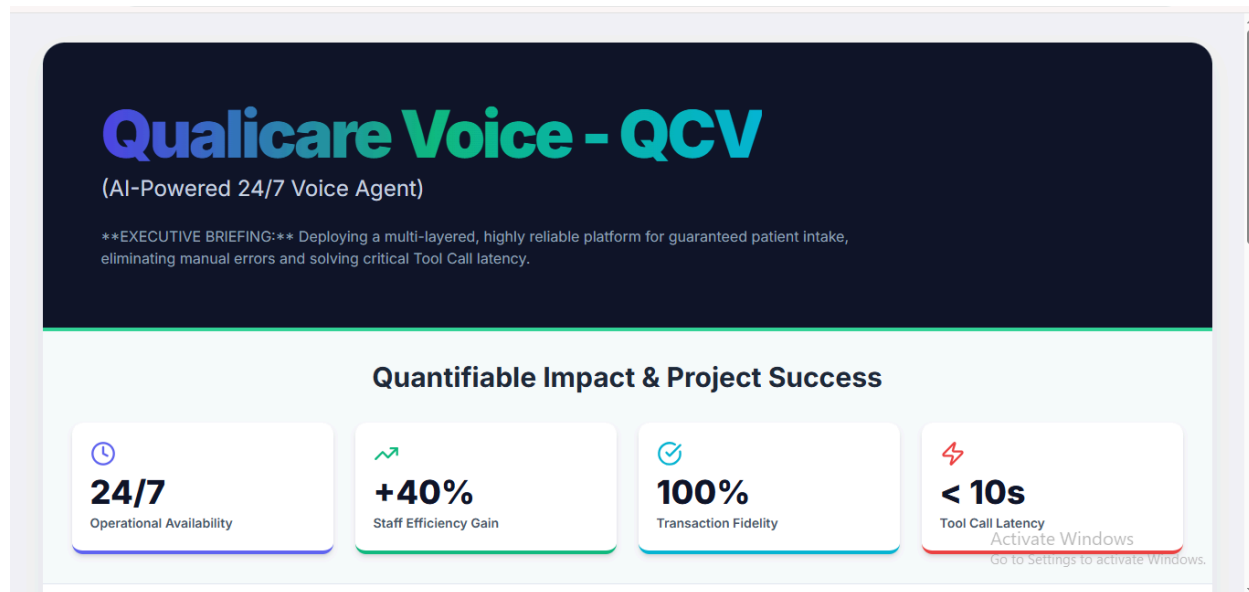 Qualicare Voice - QCV
(AI-Powered 24/7 Voice Agent)
**EXECUTIVE BRIEFING:** Deploying a multi-layered, highly reliable platform for guaranteed patient intake,
eliminating manual errors and solving critical Tool Call latency.
Quantifiable Impact & Project Success
24/7
Operational Availability
+40%
Staff Efficiency Gain
100%
Transaction Fidelity
< 10s
Tool Call Latency
Activate Windows
Go to Settings to activate Windows.